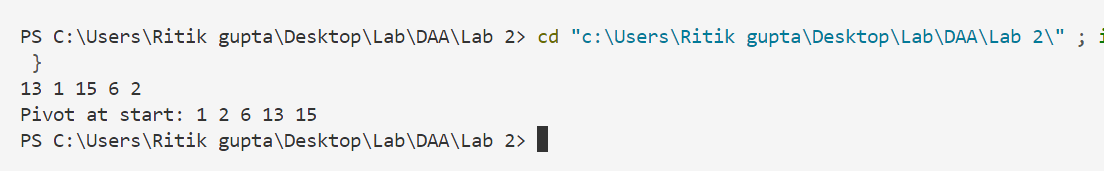 PS C:\Users\Ritik gupta\Desktop\Lab\DAA\Lab 2> cd "c:\Users\Ritik gupta\Desktop\Lab\DAA\Lab 2\" ; i
}
13 1 15 6 2
Pivot at start: 1 2 6 13 15
PS C:\Users\Ritik gupta\Desktop\Lab\DAA\Lab 2>